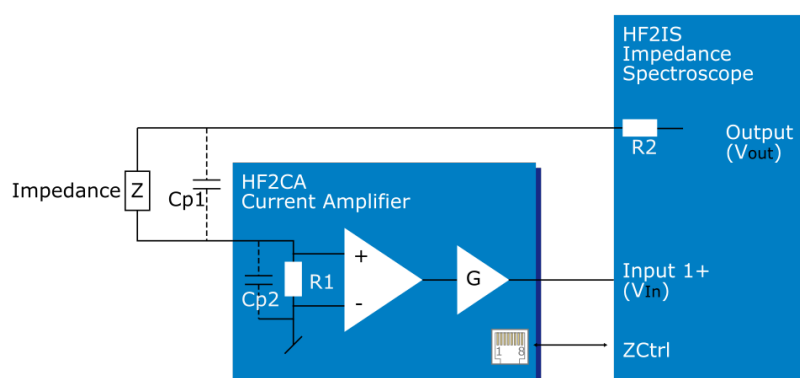 HF2IS
Impedance
Spectroscope
Output
(Vout)
R2
Impedance
Z
Cp1
HF2CA
Current Amplifier
+
-
G
R1
Cp2
Input 1+
(VIn)
1 8
ZCtrl